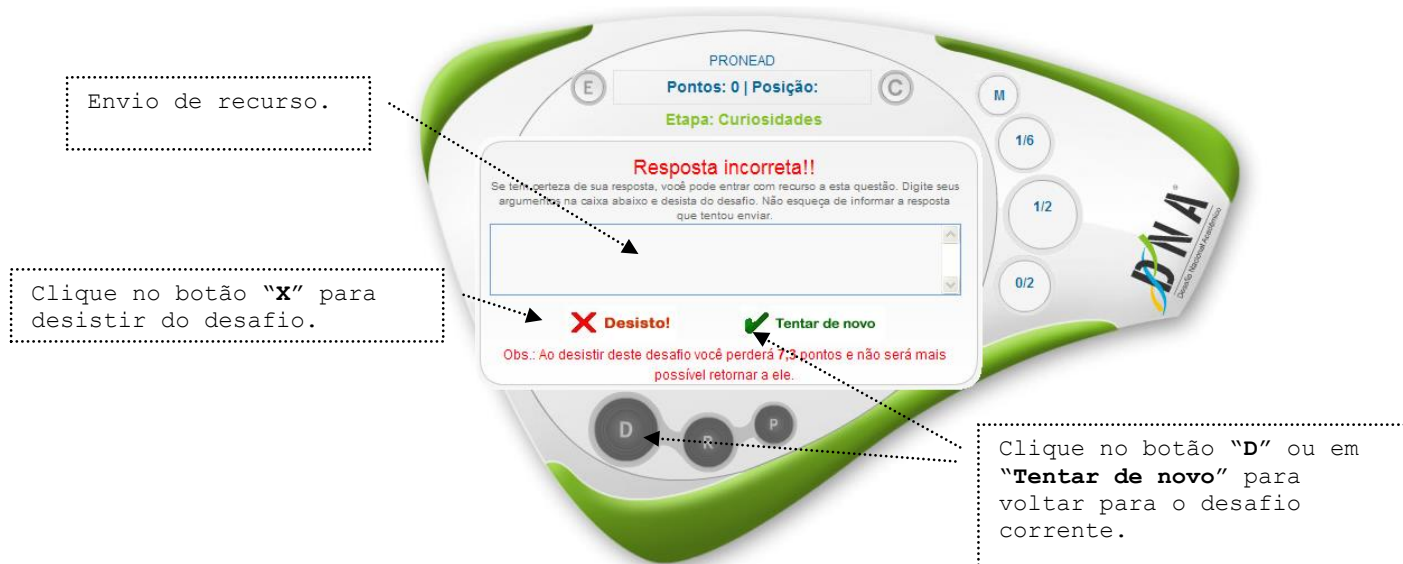 PRONEAD
E
Pontos: 0 | Posição:
C
Etapa: Curiosidades
M
1/6
1/2
0/2
DNA
Desafio Nacional Acadêmico
Envio de recurso.
Resposta incorreta!!
Se tem certeza de sua resposta, você pode entrar com recurso a esta questão. Digite seus
argumentos na caixa abaixo e desista do desafio. Não esqueça de informar a resposta
que tentou enviar.
Clique no botão “X” para
desistir do desafio.
Desisto!
Tentar de novo
Obs.: Ao desistir deste desafio você perderá 7,3 pontos e não será mais
possível retornar a ele.
D
R
P
Clique no botão “D” ou em
“Tentar de novo” para
voltar para o desafio
corrente.